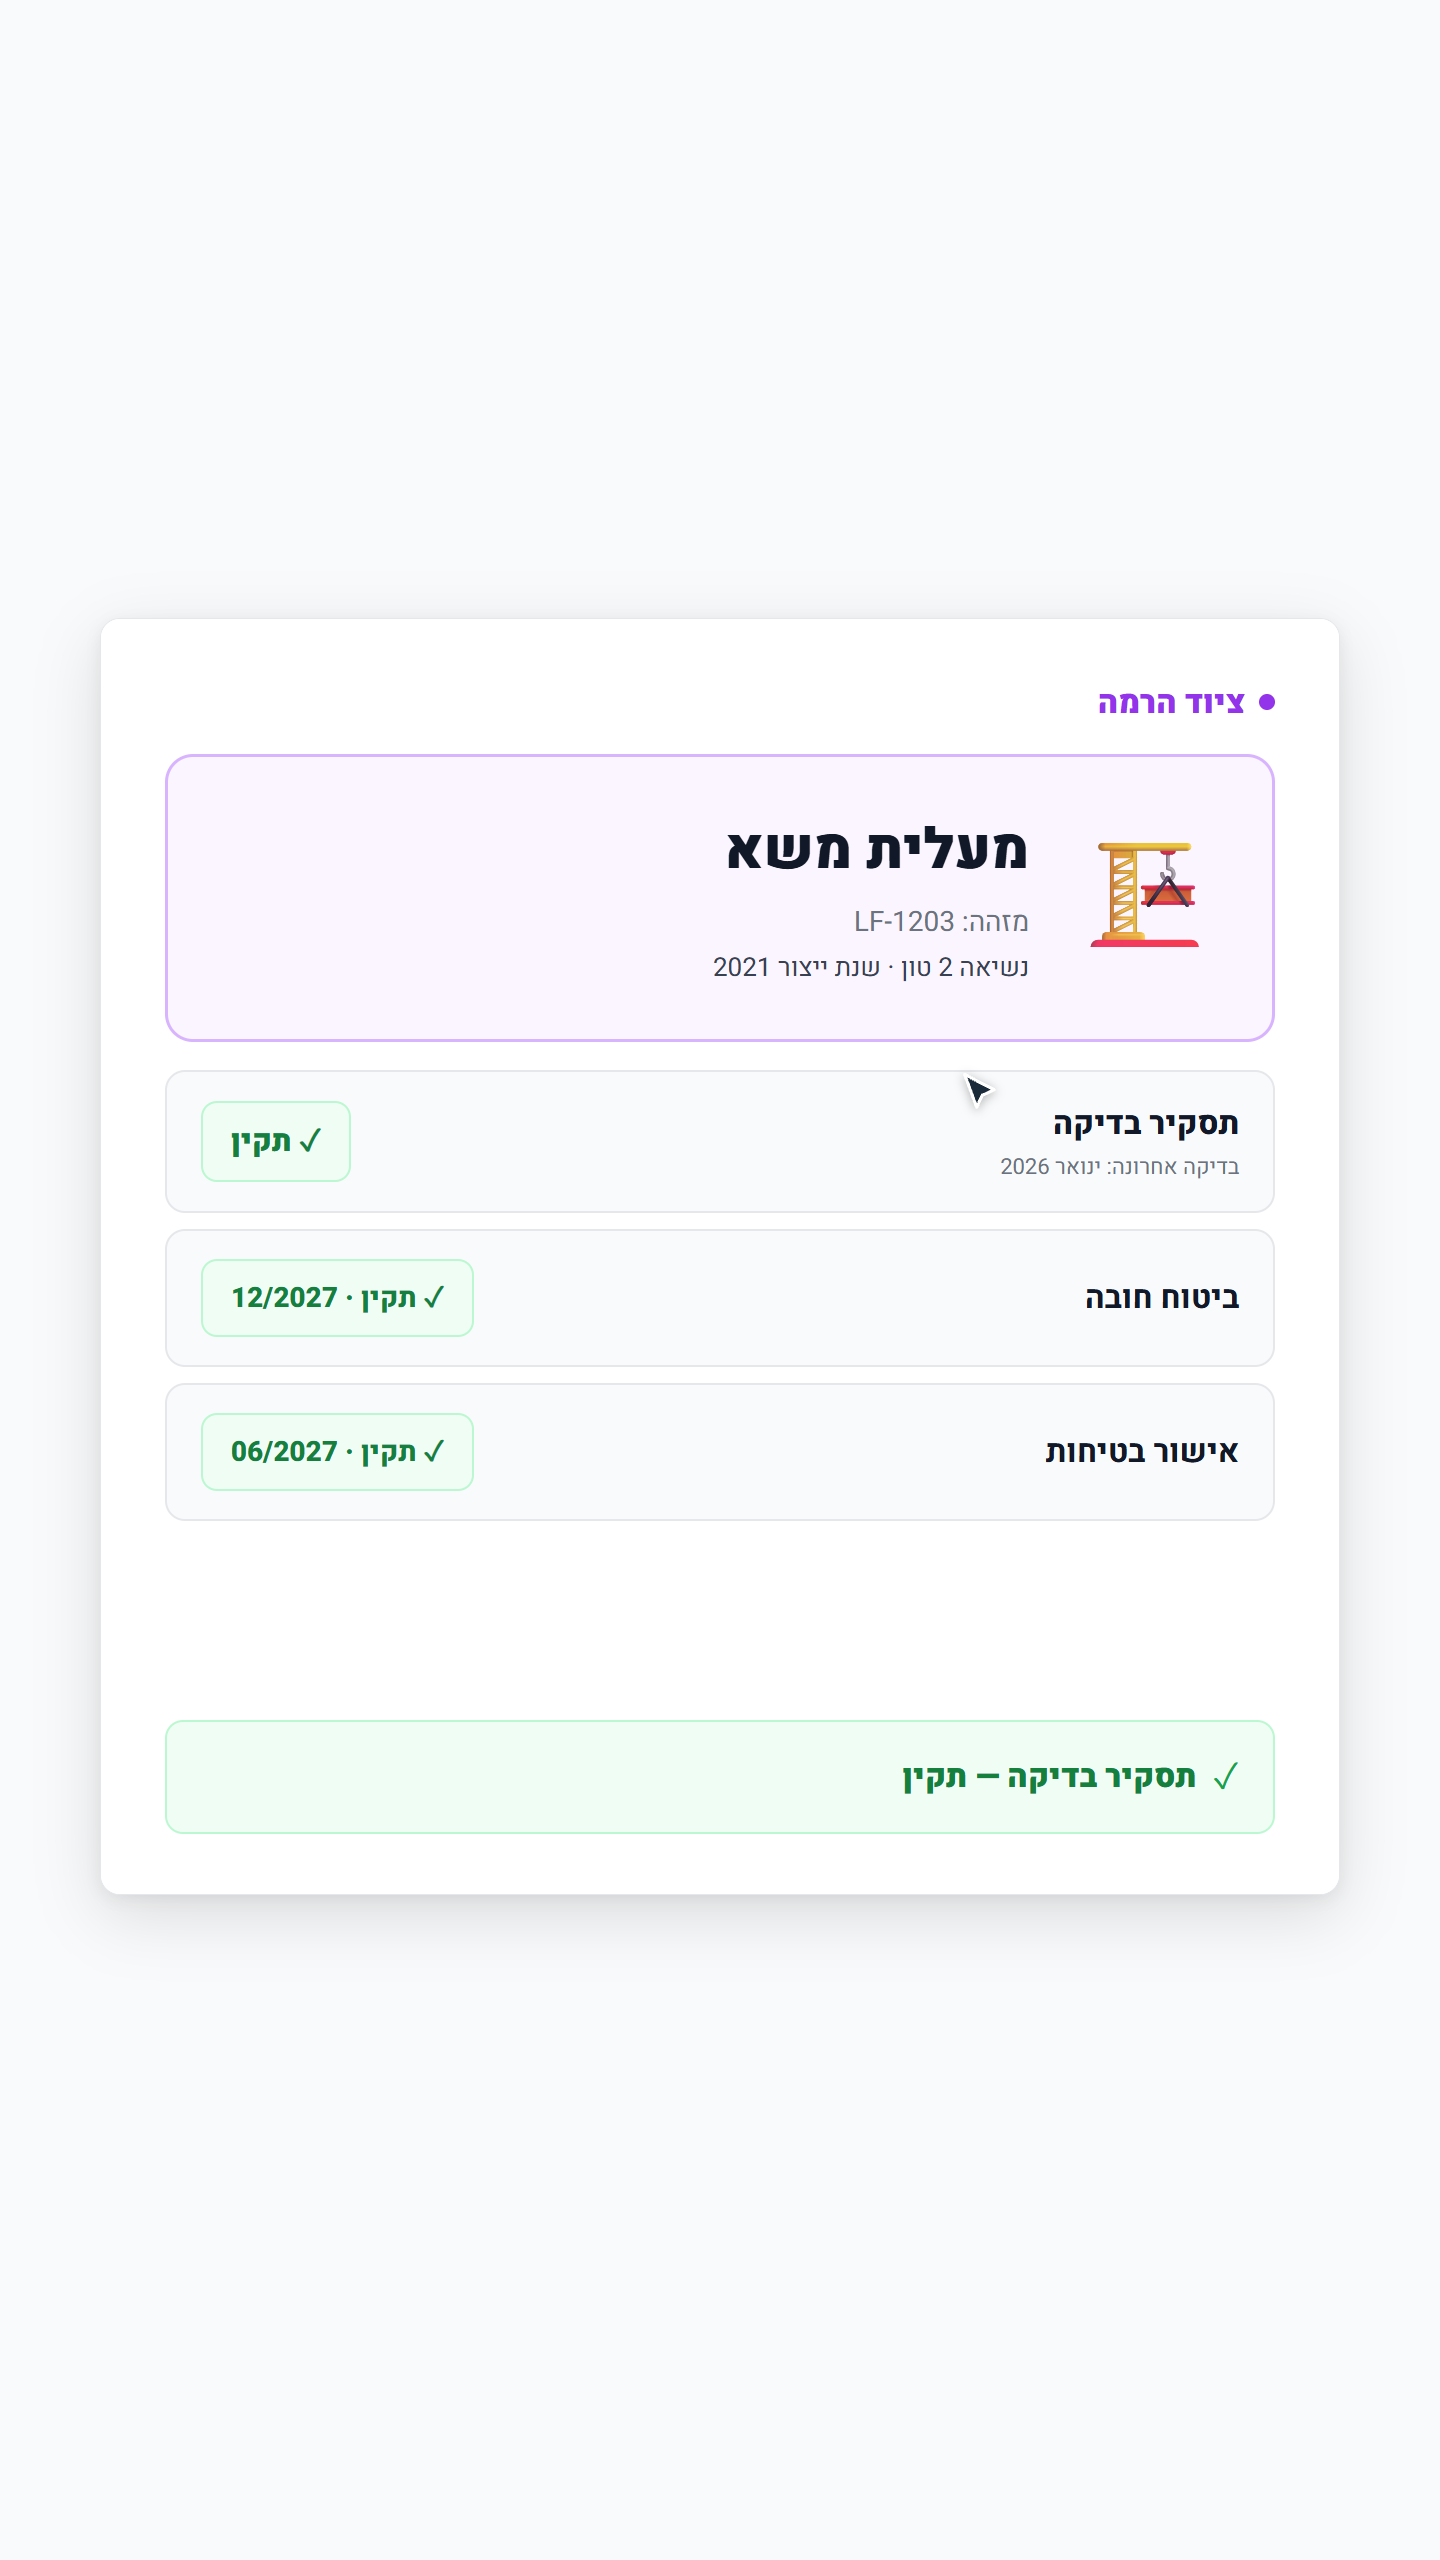 ציוד הרמה
מעלית משא
מזהה: LF-1203
נשיאה 2 טון · שנת ייצור 2021
תסקיר בדיקה
בדיקה אחרונה: ינואר 2026
✓ תקין
ביטוח חובה
✓ תקין · 12/2027
אישור בטיחות
✓ תקין · 06/2027
✓ תסקיר בדיקה – תקין